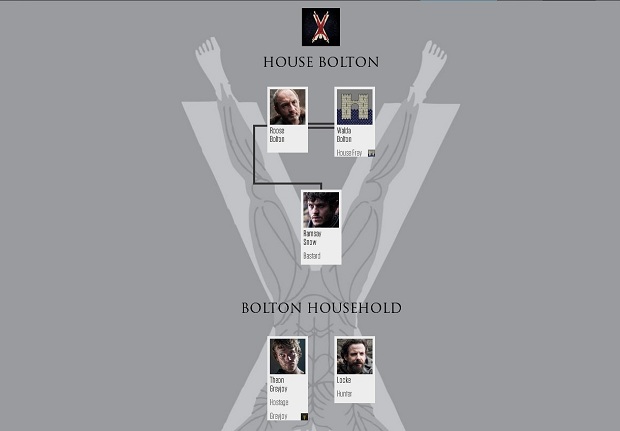 HOUSE BOLTON
Roose
Bolton
Walda
Bolton
House Frey
Ramsay
Snow
Bastard
BOLTON HOUSEHOLD
Theon
Greyjoy
Hostage
Greyjoy
Locke
Hunter